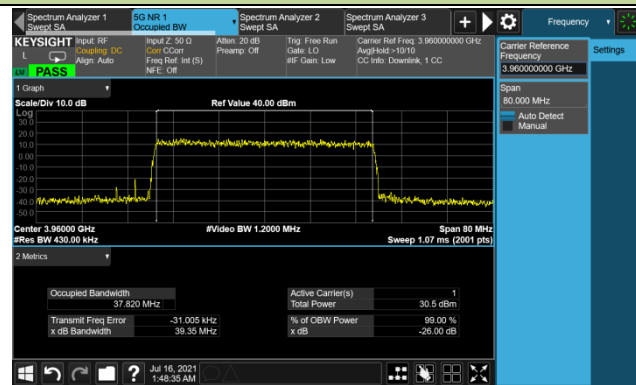 Spectrum Analyzer 1
Swept SA
5G NR 1
Occupied BW
Spectrum Analyzer 2
Swept SA
Spectrum Analyzer 3
Swept SA
+
Frequency
KEYSIGHT
L
PASS
Input: RF
Coupling: DC
Align: Auto
Input Z: 50 Ω
Corr CCorr
Freq Ref: Int (S)
NFE: Off
Atten: 20 dB
Preamp: Off
Trig: Free Run
Gate: LO
#IF Gain: Low
Carrier Ref Freq: 3.960000000 GHz
Avg|Hold:>10/10
CC Info: Downlink, 1 CC
Carrier Reference
Frequency
3.960000000 GHz
Span
80.000 MHz
Auto Detect
Manual
Settings
1 Graph
Scale/Div 10.0 dB
Ref Value 40.00 dBm
Log
30.0
20.0
10.0
0.00
-10.0
-20.0
-30.0
-40.0
-50.0
Center 3.96000 GHz
#Res BW 430.00 kHz
#Video BW 1.2000 MHz
Span 80 MHz
Sweep 1.07 ms (2001 pts)
2 Metrics
Occupied Bandwidth
37.820 MHz
Transmit Freq Error -31.005 kHz
x dB Bandwidth 39.35 MHz
Active Carrier(s) 1
Total Power 30.5 dBm
% of OBW Power 99.00 %
x dB -26.00 dB
?
Jul 16, 2021
1:48:35 AM